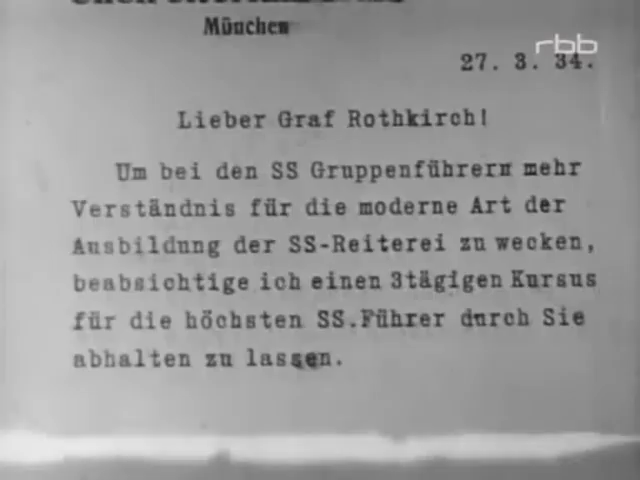 München
rbb
27. 3. 34.
Lieber Graf Rothkirch!
Um bei den SS Gruppenführern mehr
Verständnis für die moderne Art der
Ausbildung der SS-Reiterei zu wecken,
beabsichtige ich einen 3tägigen Kursus
für die höchsten SS.Führer durch Sie
abhalten zu lassen.